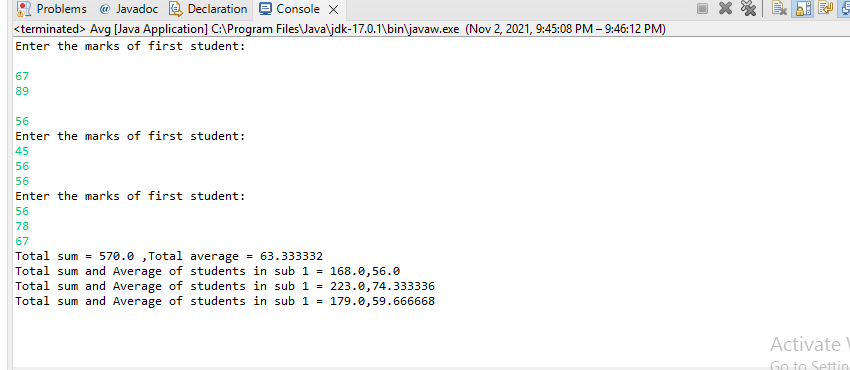 Problems @ Javadoc Declaration Console
<terminated> Avg [Java Application] C:\Program Files\Java\jdk-17.0.1\bin\javaw.exe (Nov 2, 2021, 9:45:08 PM – 9:46:12 PM)
Enter the marks of first student:
67
89
56
Enter the marks of first student:
45
56
56
Enter the marks of first student:
56
78
67
Total sum = 570.0 ,Total average = 63.333332
Total sum and Average of students in sub 1 = 168.0,56.0
Total sum and Average of students in sub 1 = 223.0,74.333336
Total sum and Average of students in sub 1 = 179.0,59.666668
Activate
Go to